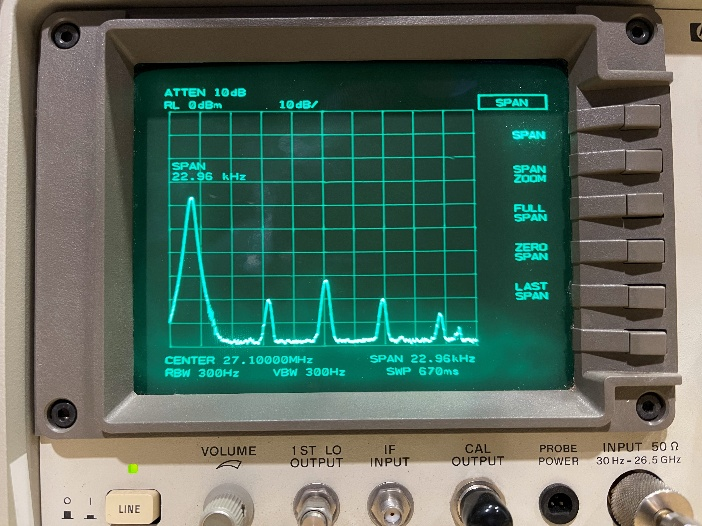 ATTEN 10dB
RL 0dBm 10dB/
SPAN
SPAN
SPAN
22.96 kHz
SPAN
ZOOM
FULL
SPAN
ZERO
SPAN
LAST
SPAN
CENTER 27.10000MHz SPAN 22.96kHz
RBW 300Hz VBW 300Hz SWP 670ms
VOLUME
1ST LO
OUTPUT
IF
INPUT
CAL
OUTPUT
PROBE
POWER
INPUT 50 Ω
30 Hz - 26.5 GHz
O I
LINE